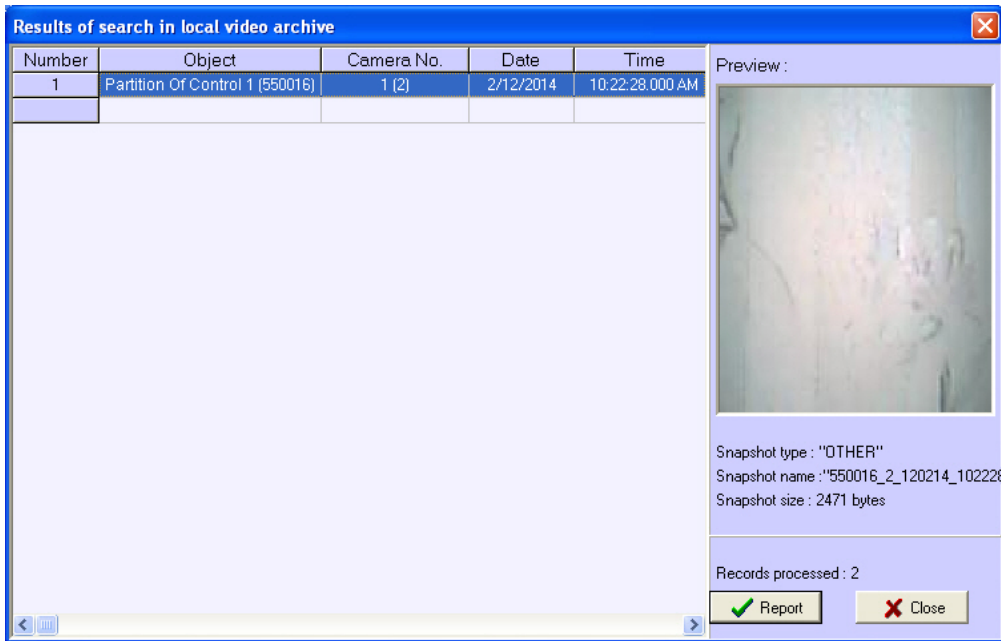 Results of search in local video archive
Number Object Camera No. Date Time
1 Partition Of Control 1 (550016) 1 (2) 2/12/2014 10:22:28.000 AM
Preview :
Snapshot type : "OTHER"
Snapshot name :"550016_2_120214_102228
Snapshot size : 2471 bytes
Records processed : 2
Report Close